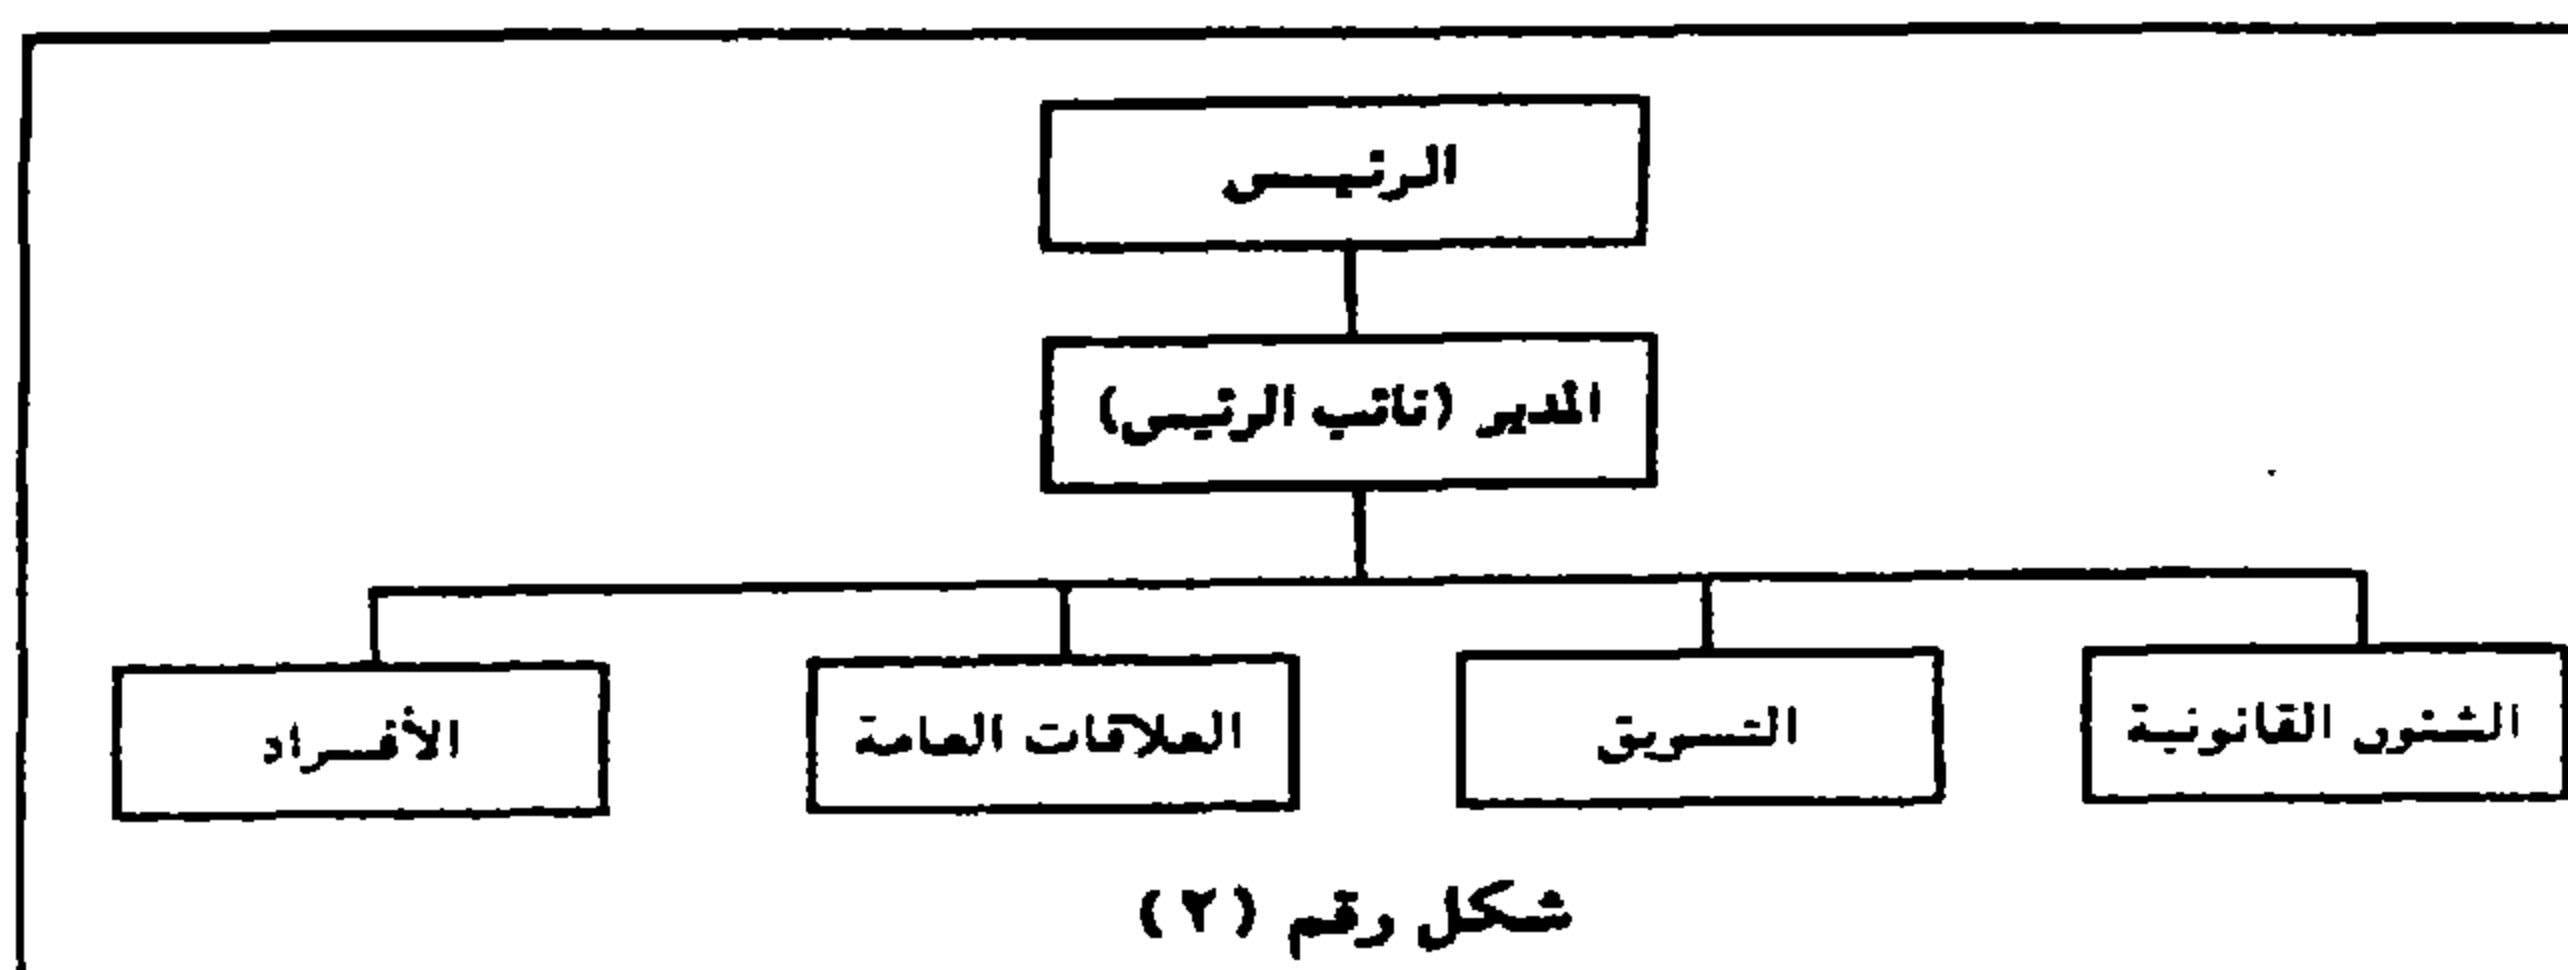 الرئيس
المدير (نائب الرئيس)
الشئون القانونية
التسويق
العلاقات العامة
الأفراد
شكل رقم (٢)